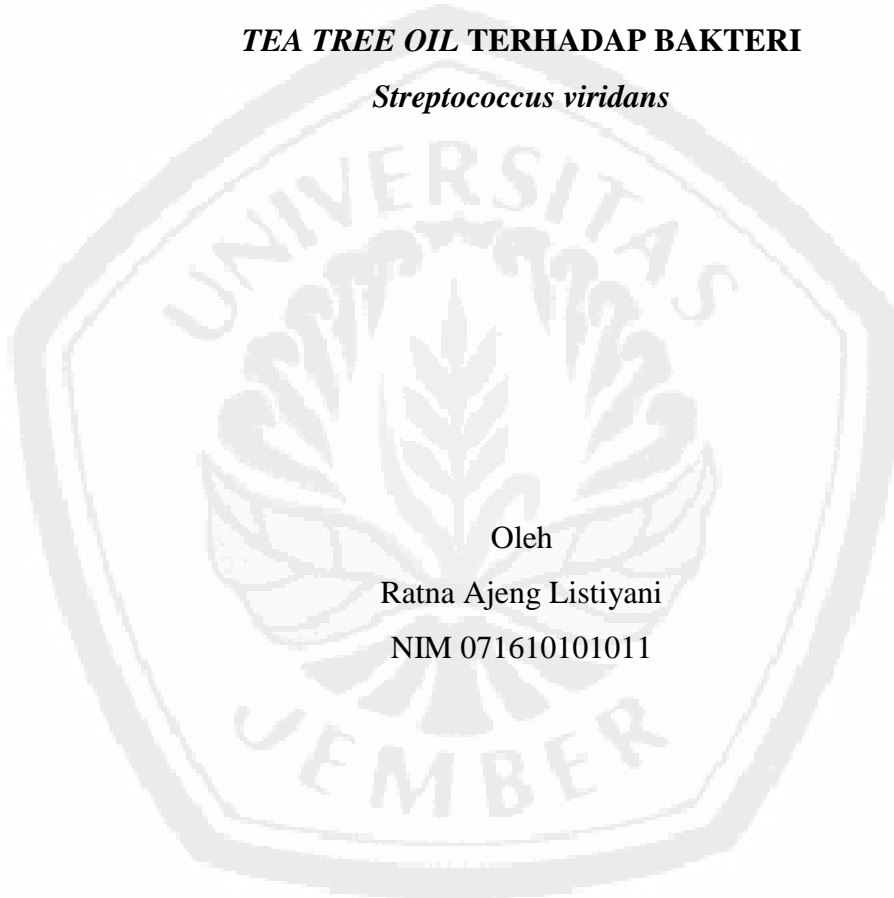 TEA TREE OIL TERHADAP BAKTERI
Streptococcus viridans
UNIVERSITAS
Oleh
Ratna Ajeng Listiyani
NIM 071610101011
JEMBER